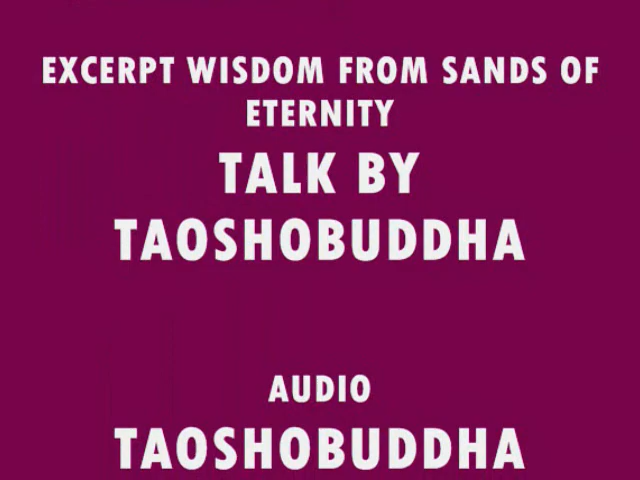 EXCERPT WISDOM FROM SANDS OF
ETERNITY
TALK BY
TAOSHOBUDDHA
AUDIO
TAOSHOBUDDHA